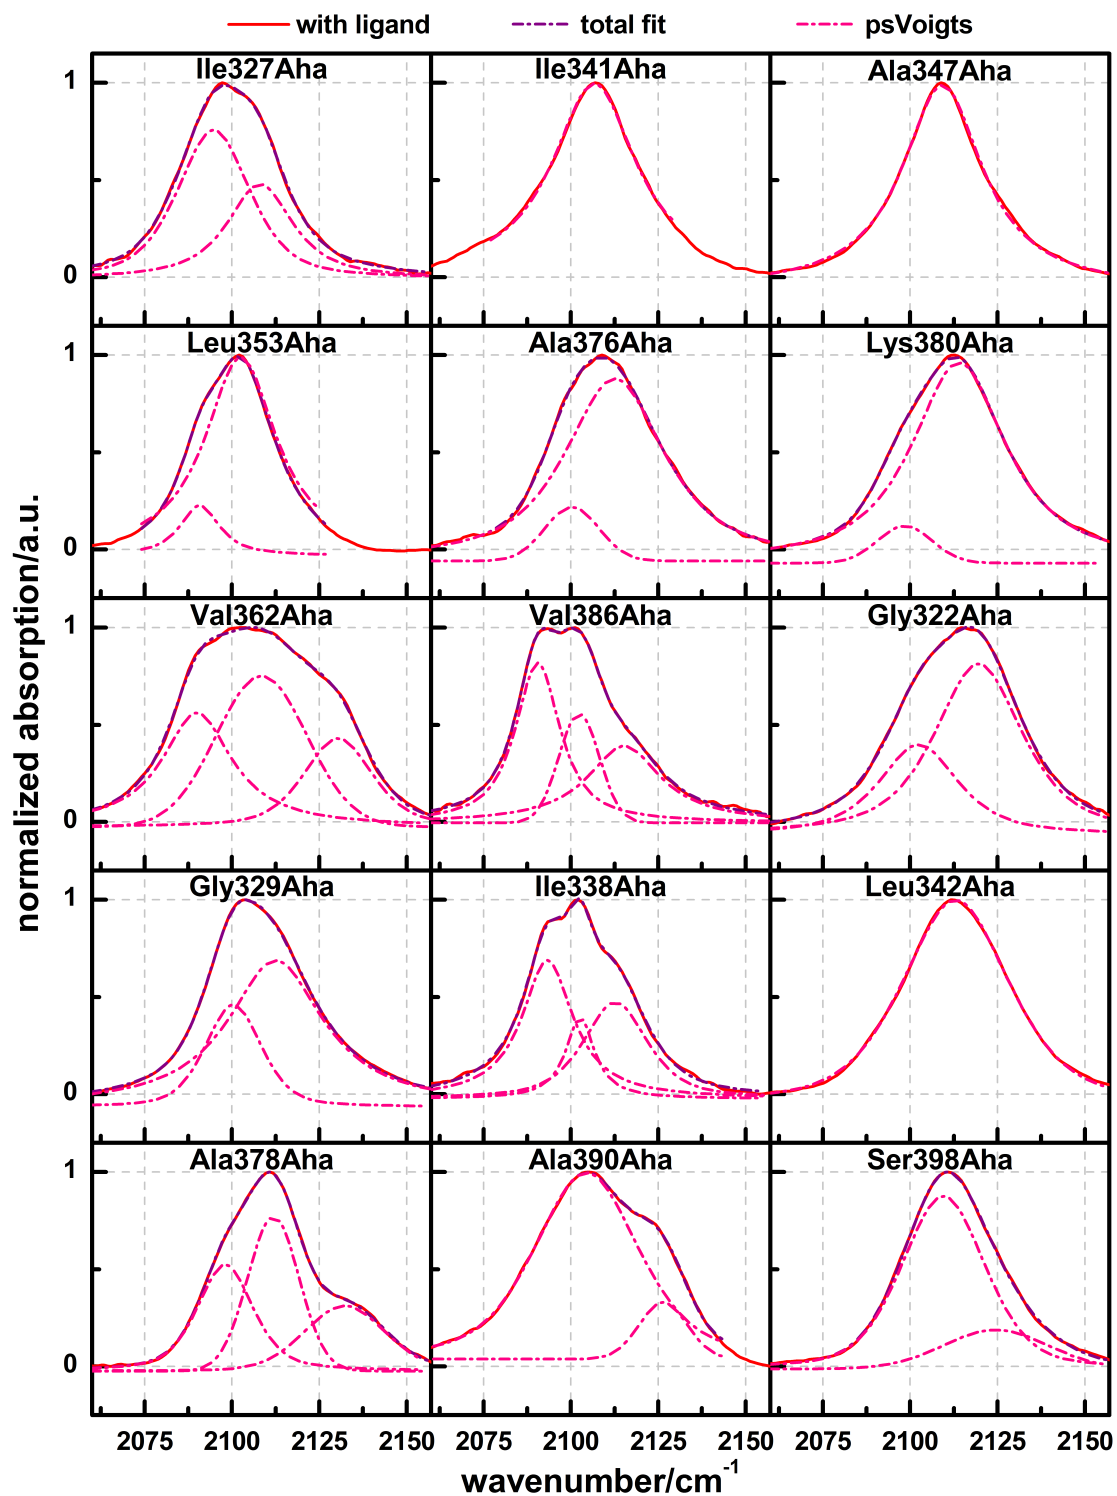 with ligand total fit psVoigts
Ile327Aha Ile341Aha Ala347Aha
1
0
Leu353Aha Ala376Aha Lys380Aha
1
0
Val362Aha Val386Aha Gly322Aha
1
0
Gly329Aha Ile338Aha Leu342Aha
1
0
Ala378Aha Ala390Aha Ser398Aha
1
0
2075 2100 2125 2150 2075 2100 2125 2150 2075 2100 2125 2150
wavenumber/cm⁻¹
normalized absorption/a.u.